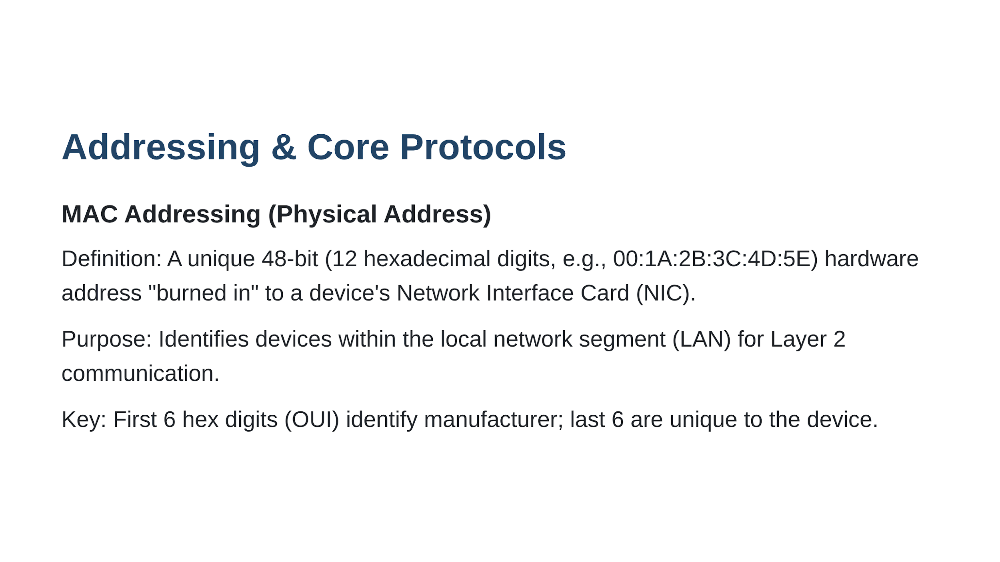 Addressing & Core Protocols
MAC Addressing (Physical Address)
Definition: A unique 48-bit (12 hexadecimal digits, e.g., 00:1A:2B:3C:4D:5E) hardware
address "burned in" to a device's Network Interface Card (NIC).
Purpose: Identifies devices within the local network segment (LAN) for Layer 2
communication.
Key: First 6 hex digits (OUI) identify manufacturer; last 6 are unique to the device.